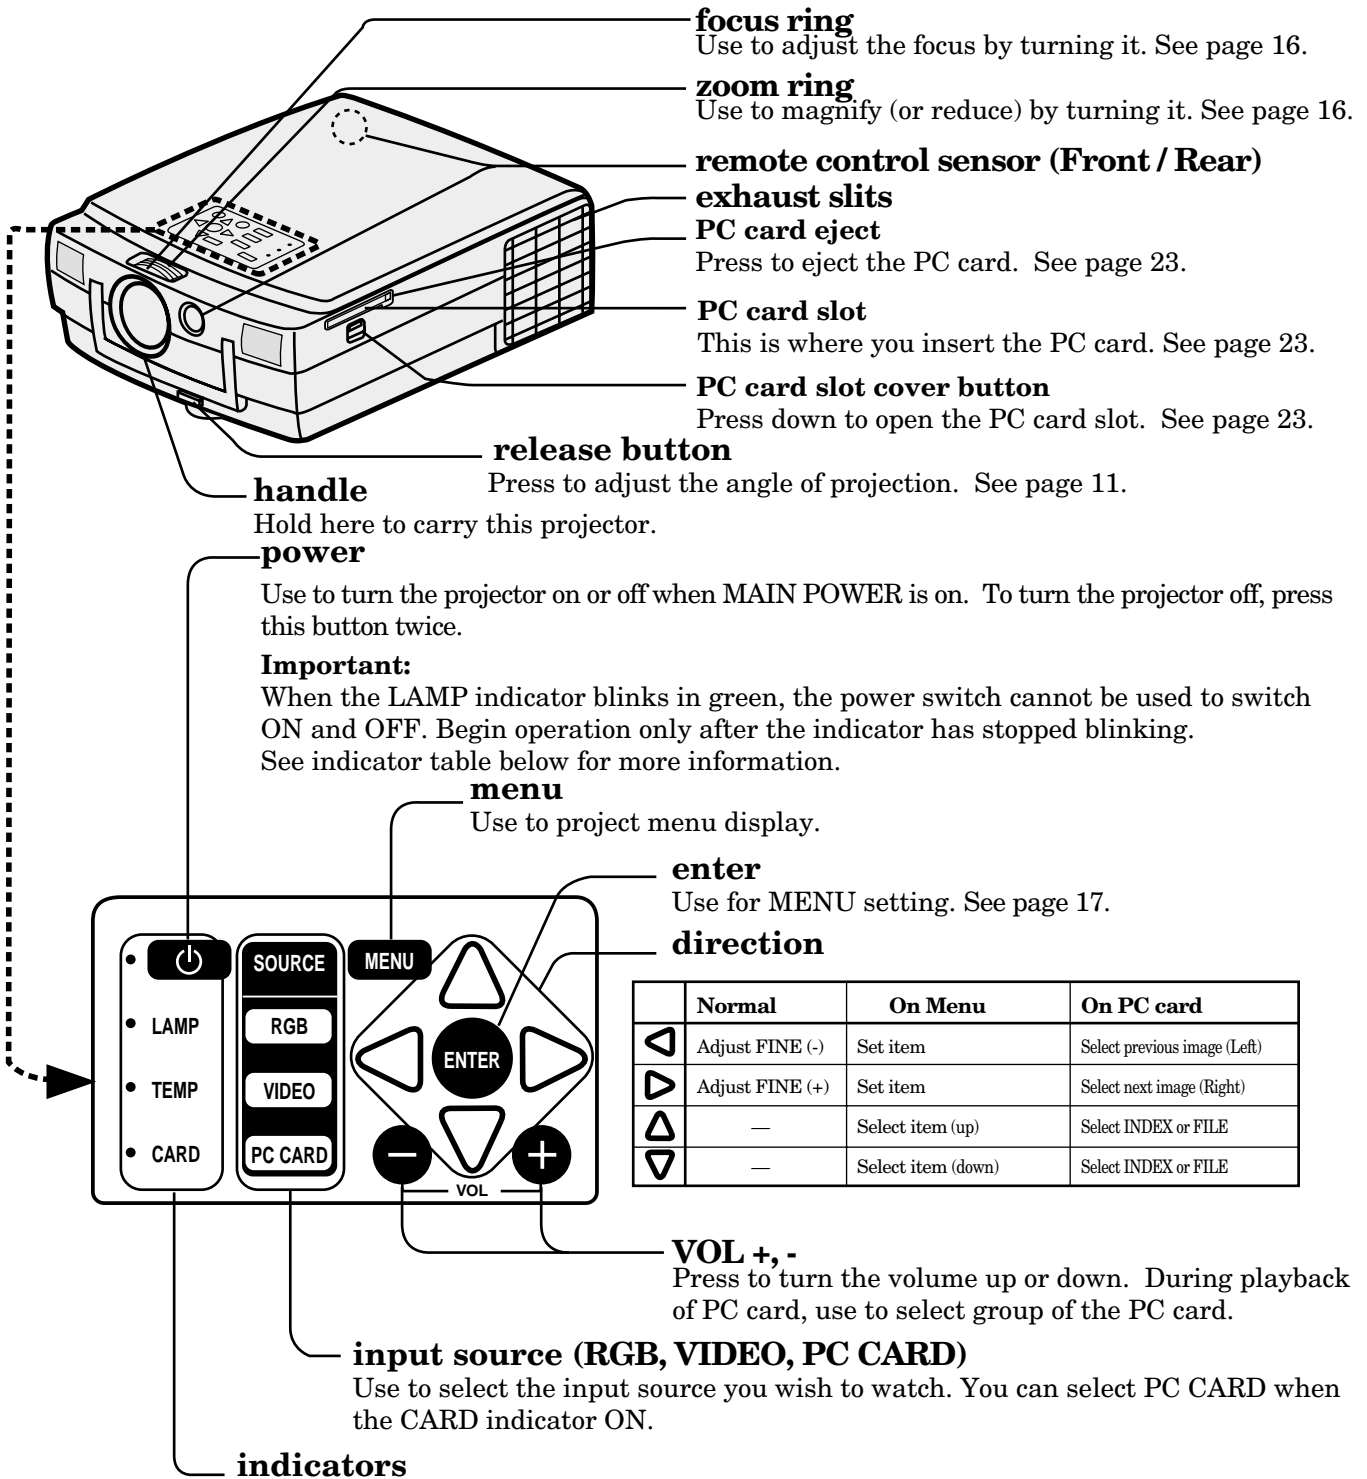 focus ring
Use to adjust the focus by turning it. See page 16.
zoom ring
Use to magnify (or reduce) by turning it. See page 16.
remote control sensor (Front / Rear)
exhaust slits
PC card eject
Press to eject the PC card. See page 23.
PC card slot
This is where you insert the PC card. See page 23.
PC card slot cover button
Press down to open the PC card slot. See page 23.
release button
Press to adjust the angle of projection. See page 11.
handle
Hold here to carry this projector.
power
Use to turn the projector on or off when MAIN POWER is on. To turn the projector off, press
this button twice.
Important:
When the LAMP indicator blinks in green, the power switch cannot be used to switch
ON and OFF. Begin operation only after the indicator has stopped blinking.
See indicator table below for more information.
menu
Use to project menu display.
enter
Use for MENU setting. See page 17.
direction
SOURCE MENU
LAMP RGB
ENTER
TEMP VIDEO
CARD PC CARD
− +
VOL
Normal On Menu On PC card
Adjust FINE (-) Set item Select previous image (Left)
Adjust FINE (+) Set item Select next image (Right)
— Select item (up) Select INDEX or FILE
— Select item (down) Select INDEX or FILE
VOL +, -
Press to turn the volume up or down. During playback
of PC card, use to select group of the PC card.
input source (RGB, VIDEO, PC CARD)
Use to select the input source you wish to watch. You can select PC CARD when
the CARD indicator ON.
indicators